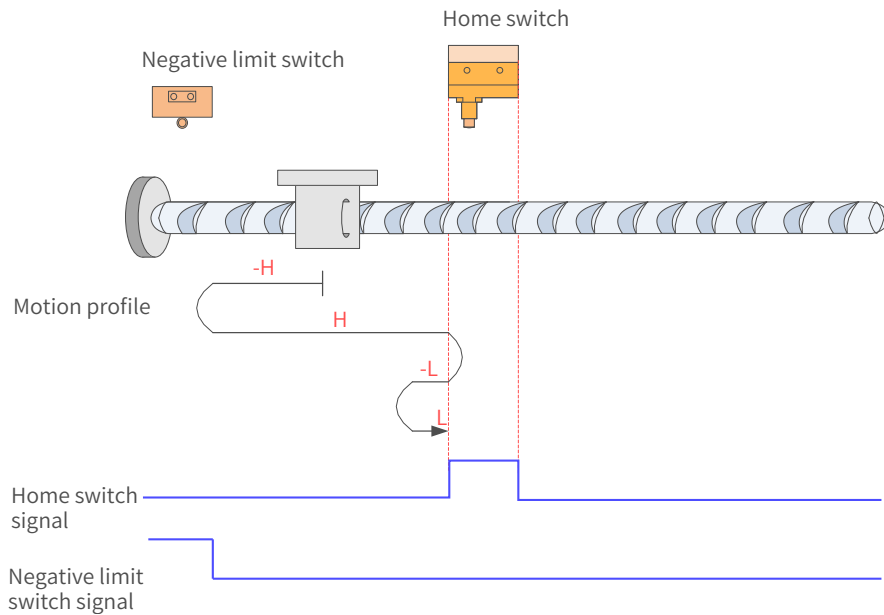 Home switch
Negative limit switch
-H
Motion profile
H
-L
L
Home switch
signal
Negative limit
switch signal